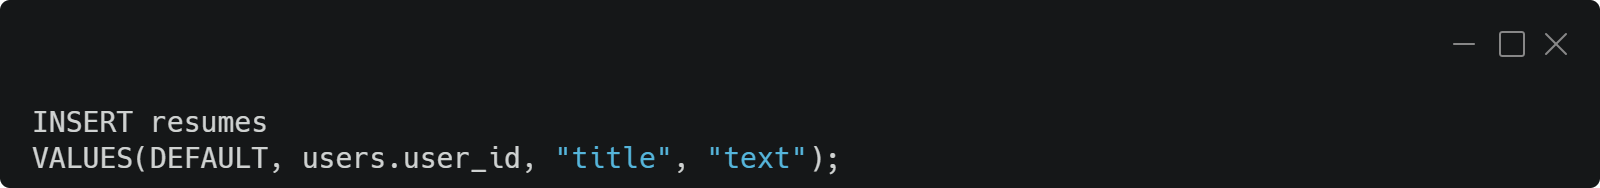 INSERT resumes
VALUES(DEFAULT, users.user_id, "title", "text");